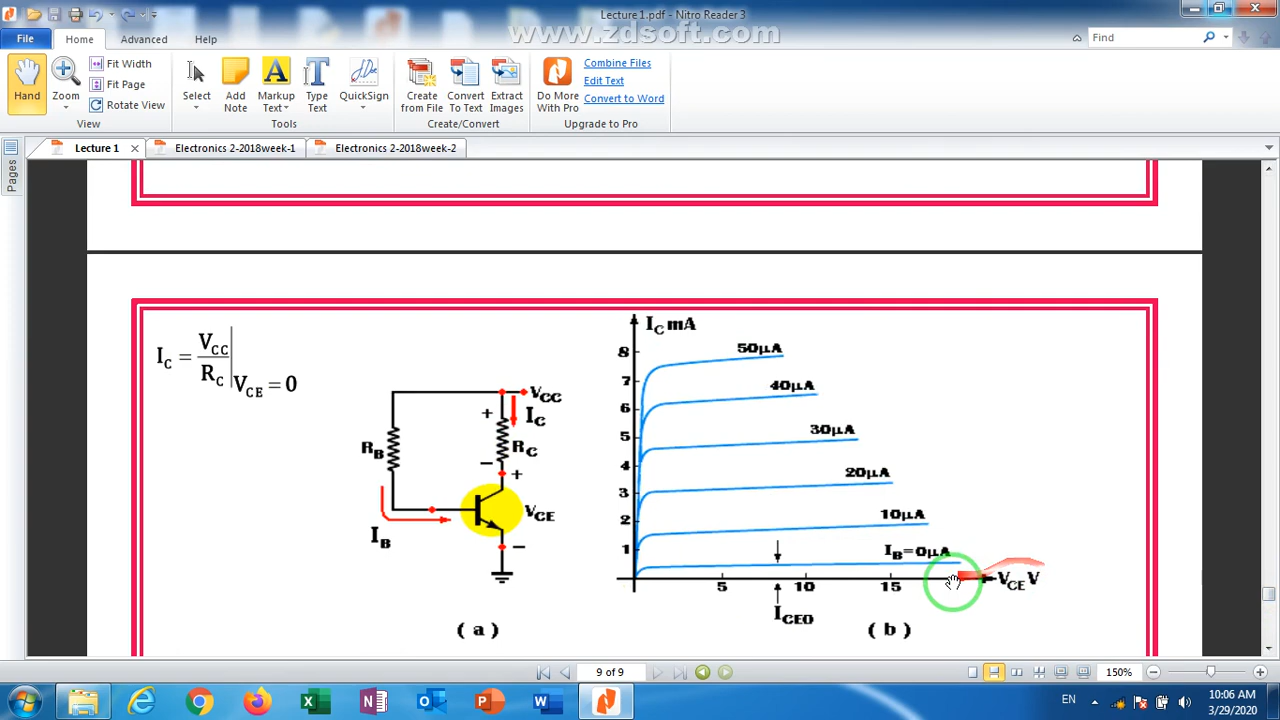 Lecture 1.pdf - Nitro Reader 3
www.zdsoft.com
File Home Advanced Help
Find
Hand
Zoom
Fit Width
Fit Page
Rotate View
View
Select
Add Note
Markup Text
Type Text
QuickSign
Tools
Create from File
Convert To Text
Extract Images
Create/Convert
Do More With Pro
Combine Files
Edit Text
Convert to Word
Upgrade to Pro
Lecture 1
Electronics 2-2018week-1
Electronics 2-2018week-2
Pages
I_C = V_CC / R_C | V_CE = 0
V_CC
+ I_C
R_B
R_C
− +
V_CE
I_B
−
( a )
I_C mA
8
7
6
5
4
3
2
1
50µA
40µA
30µA
20µA
10µA
I_B=0µA
5 10 15
V_CE V
I_CEO
( b )
9 of 9
150%
EN
10:06 AM
3/29/2020